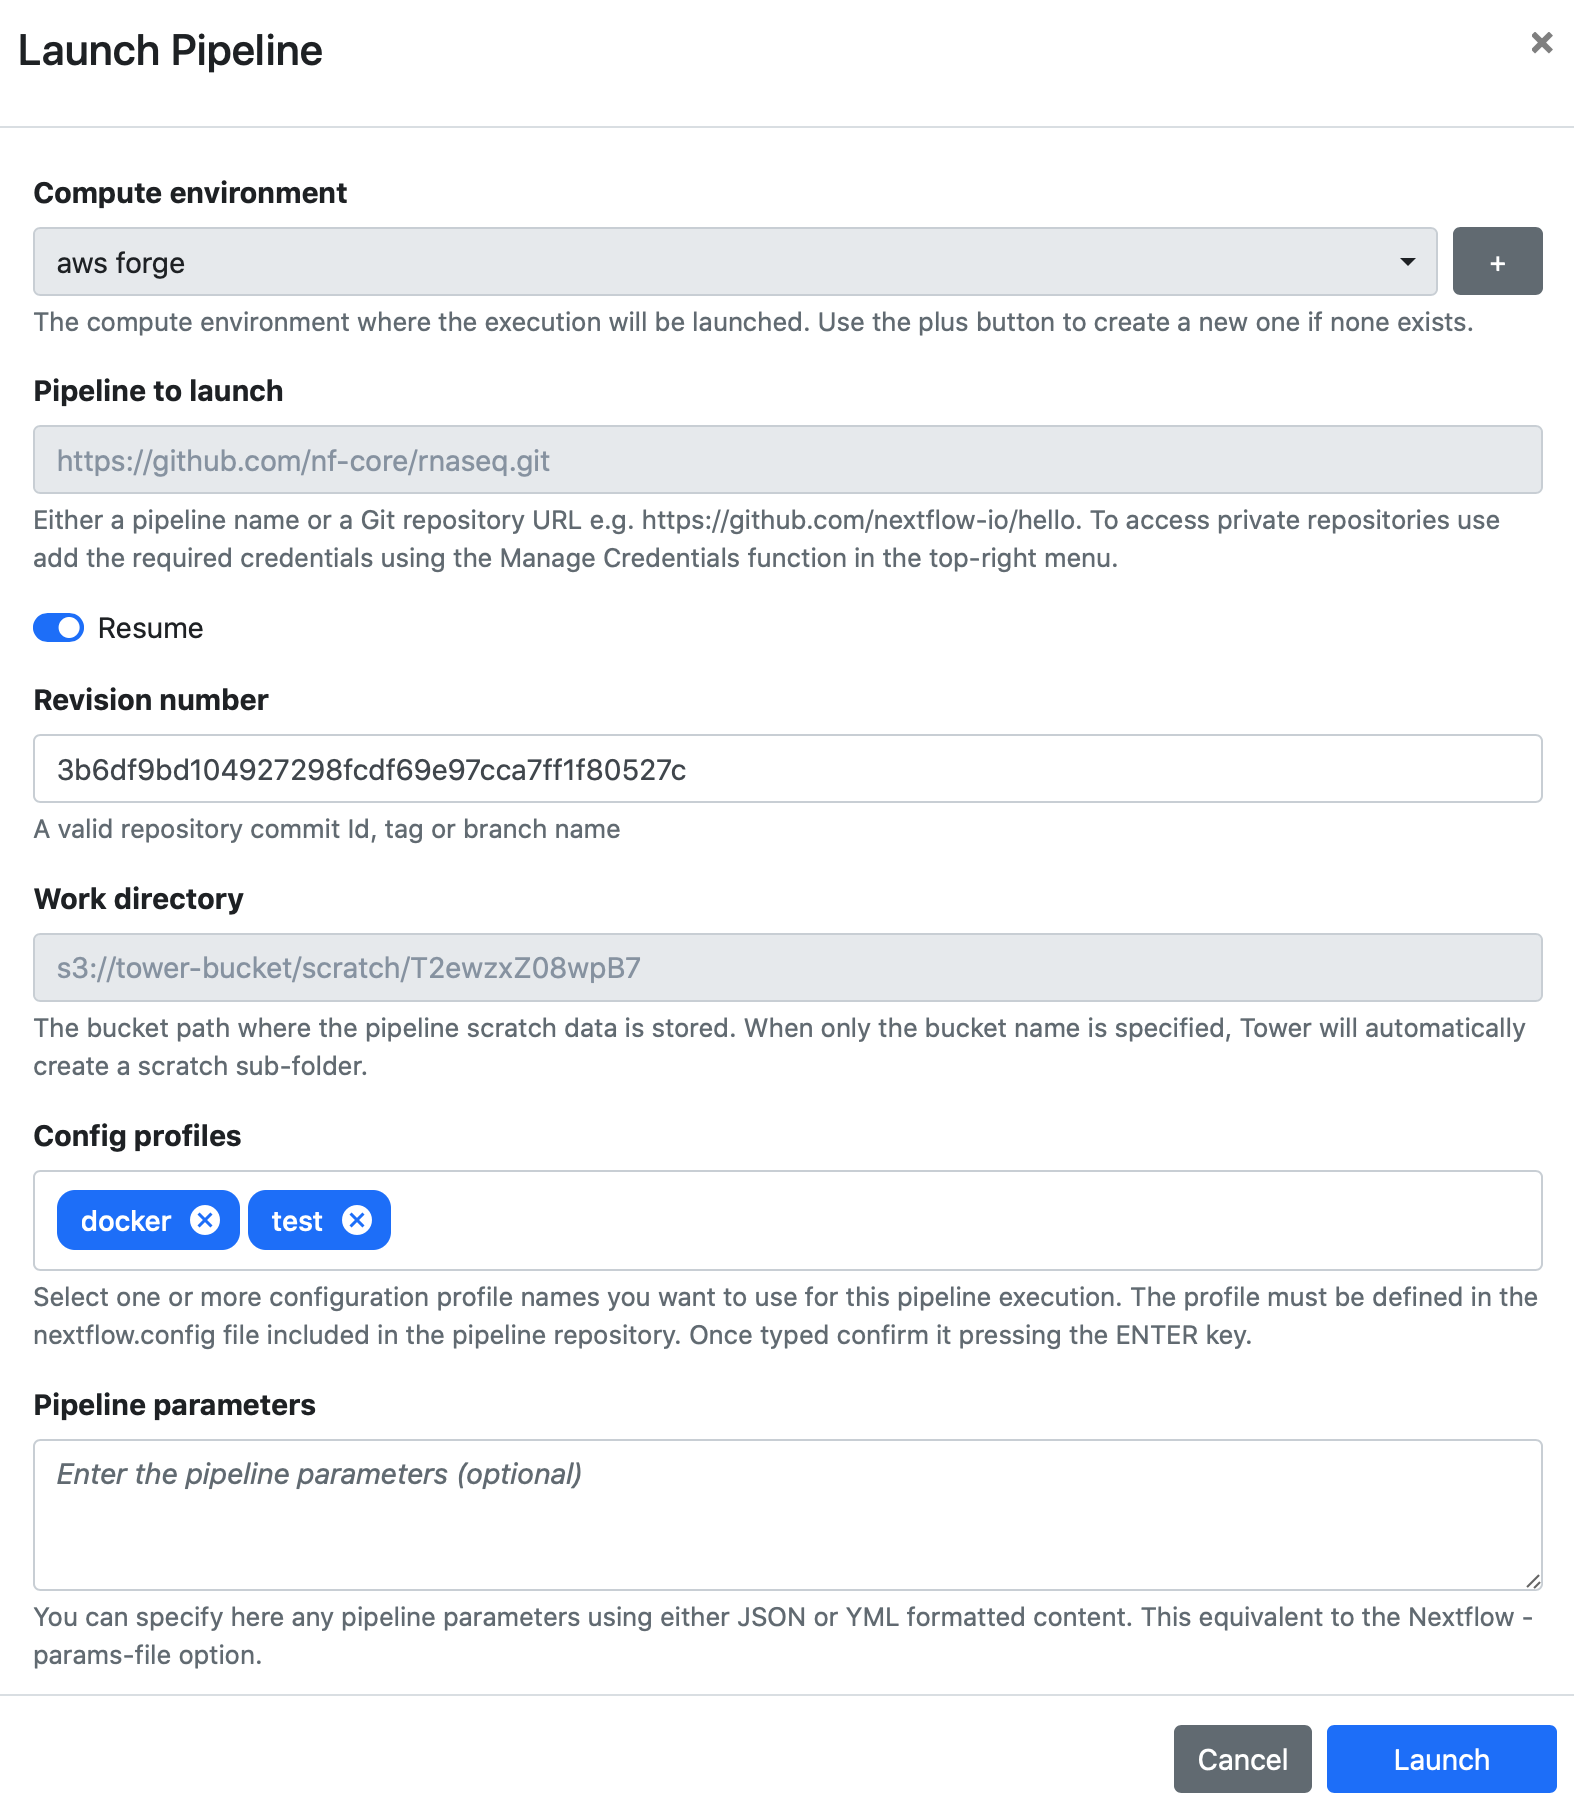 Launch Pipeline
Compute environment
aws forge
+
The compute environment where the execution will be launched. Use the plus button to create a new one if none exists.
Pipeline to launch
https://github.com/nf-core/rnaseq.git
Either a pipeline name or a Git repository URL e.g. https://github.com/nextflow-io/hello. To access private repositories use
add the required credentials using the Manage Credentials function in the top-right menu.
Resume
Revision number
3b6df9bd104927298fcdf69e97cca7ff1f80527c
A valid repository commit Id, tag or branch name
Work directory
s3://tower-bucket/scratch/T2ewzxZ08wpB7
The bucket path where the pipeline scratch data is stored. When only the bucket name is specified, Tower will automatically
create a scratch sub-folder.
Config profiles
docker test
Select one or more configuration profile names you want to use for this pipeline execution. The profile must be defined in the
nextflow.config file included in the pipeline repository. Once typed confirm it pressing the ENTER key.
Pipeline parameters
Enter the pipeline parameters (optional)
You can specify here any pipeline parameters using either JSON or YML formatted content. This equivalent to the Nextflow -
params-file option.
Cancel Launch